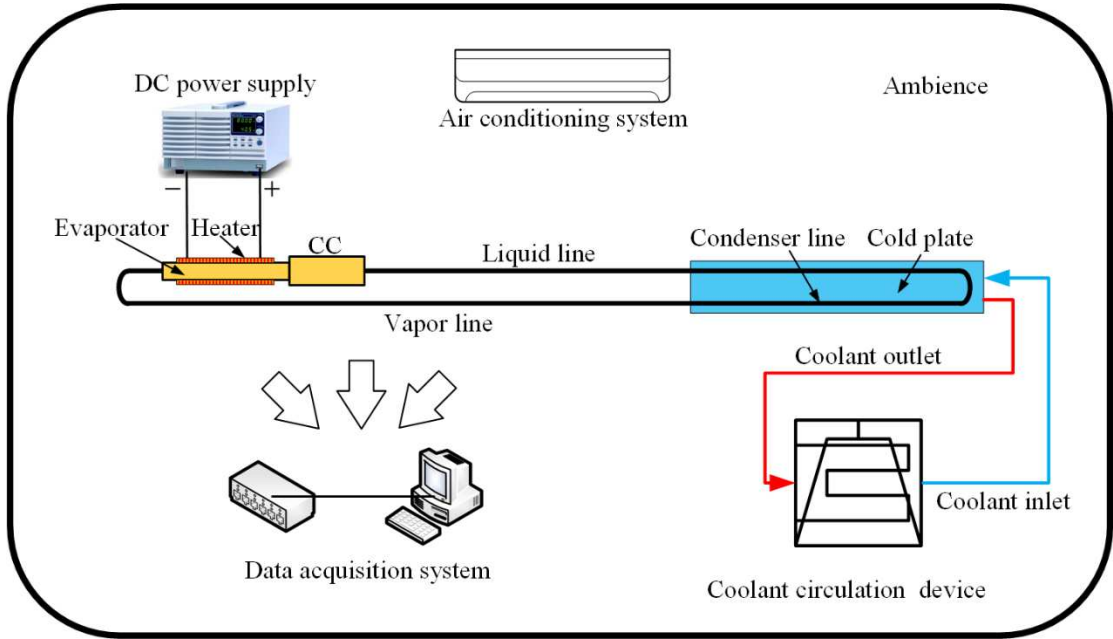 DC power supply
Air conditioning system
Ambience
− +
Evaporator
Heater
CC
Liquid line
Condenser line
Cold plate
Vapor line
Coolant outlet
Coolant inlet
Data acquisition system
Coolant circulation device